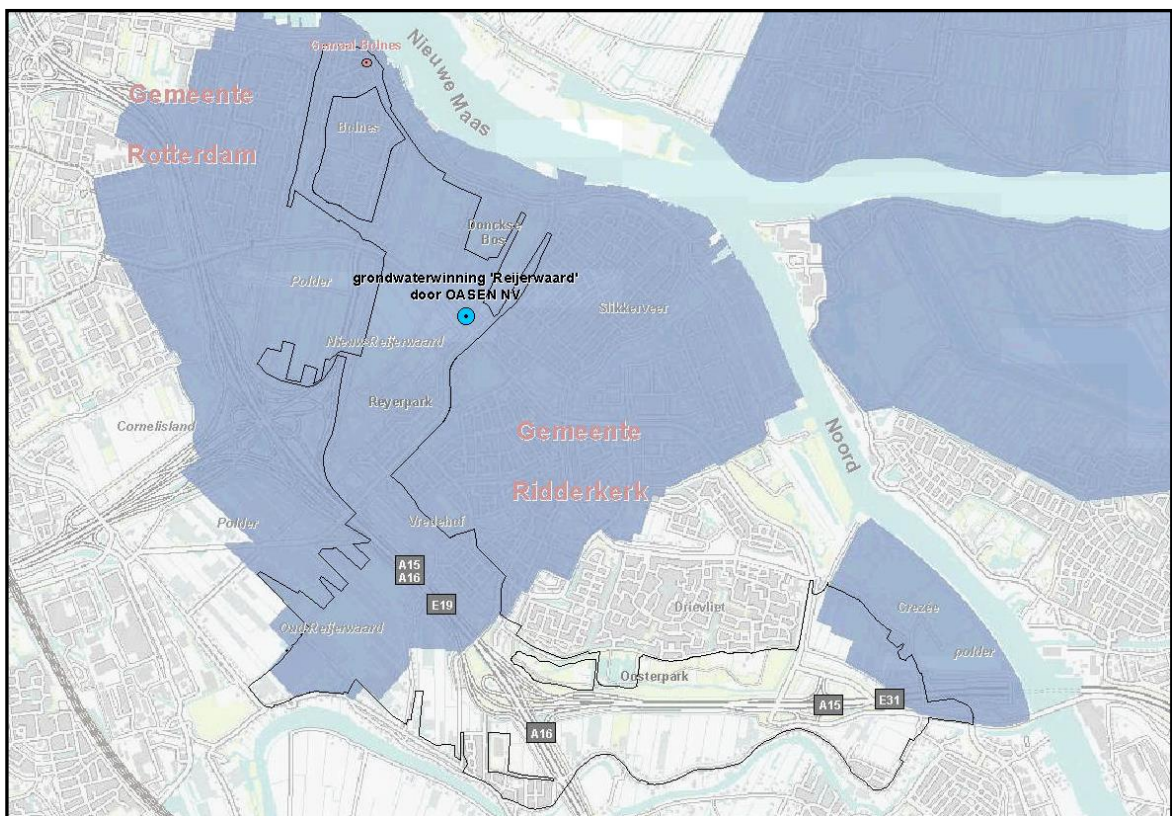 Gemaal Bolnes
Nieuwe Maas
Gemeente
Rotterdam
Bolnes
Donckse
Bos
grondwaterwinning 'Reijerwaard'
door OASEN NV
Polder
Slikkerveer
Nieuw-Reijerwaard
Reyerpark
Cornelisland
Gemeente
Ridderkerk
Noord
Polder
Vredehof
A15
A16
E19
Drievliet
Crezée
polder
Oud-Reijerwaard
Oosterpark
A15
E31
A16